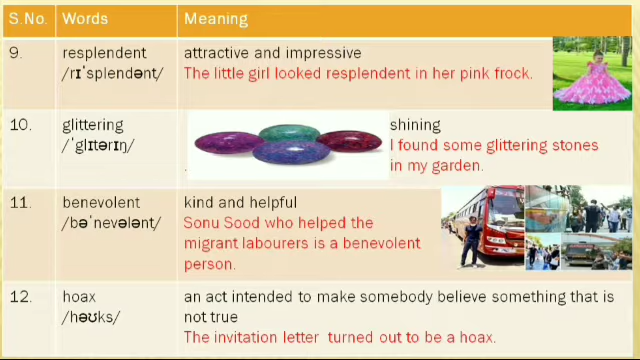 S.No. Words Meaning
9. resplendent attractive and impressive
/rɪˈsplendənt/ The little girl looked resplendent in her pink frock.
10. glittering shining
/ˈɡlɪtərɪŋ/ I found some glittering stones
. in my garden.
11. benevolent kind and helpful
/bəˈnevələnt/ Sonu Sood who helped the
migrant labourers is a benevolent
person.
12. hoax an act intended to make somebody believe something that is
/həʊks/ not true
The invitation letter turned out to be a hoax.